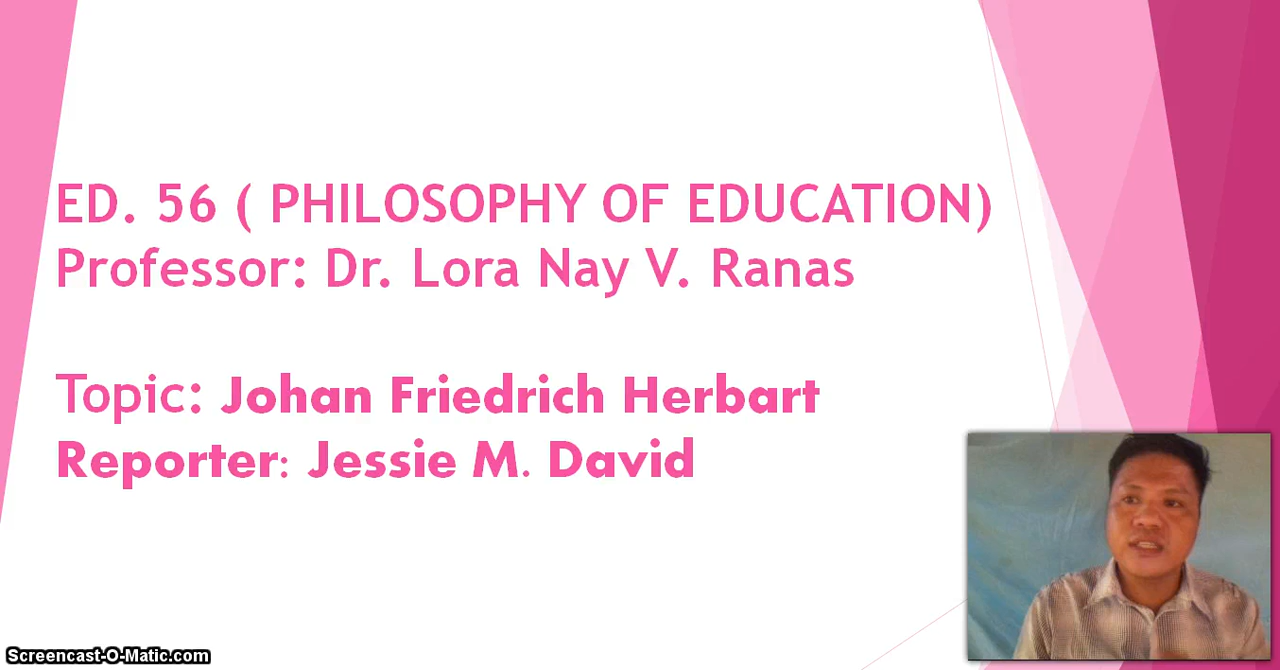 ED. 56 ( PHILOSOPHY OF EDUCATION)
Professor: Dr. Lora Nay V. Ranas
Topic: Johan Friedrich Herbart
Reporter: Jessie M. David
Screencast-O-Matic.com